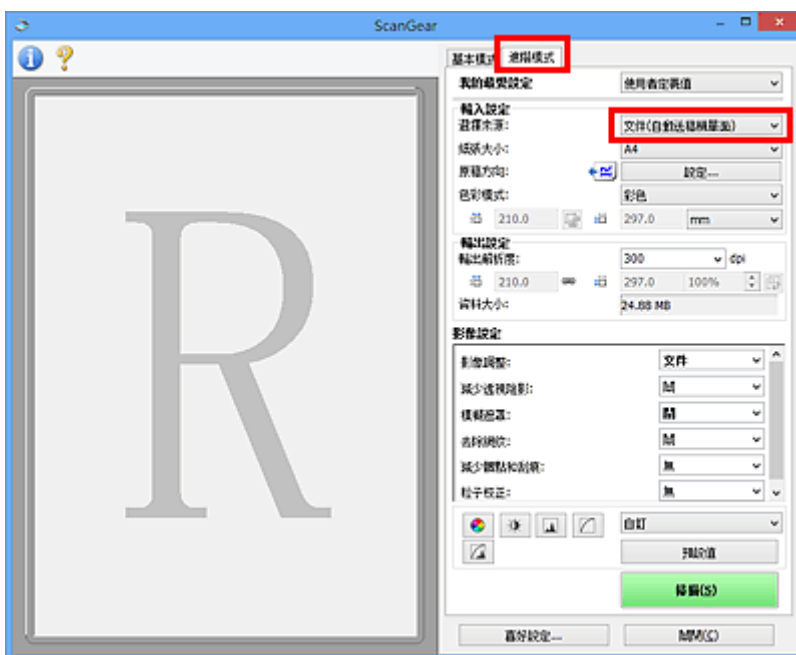 ScanGear
基本模式 進階模式
我的最愛設定 使用者定義值
輸入設定
選擇來源: 文件(自動送稿機單面)
紙張大小: A4
原稿方向: 設定...
色彩模式: 彩色
210.0 297.0 mm
輸出設定
輸出解析度: 300 dpi
210.0 297.0 100%
資料大小: 24.88 MB
影像設定
影像調整: 文件
減少透視陰影: 關
模糊遮罩: 關
去除網紋: 關
減少髒點和刮痕: 無
粒子校正: 無
自訂
預設值
掃描(S)
喜好設定... 關閉(C)
R